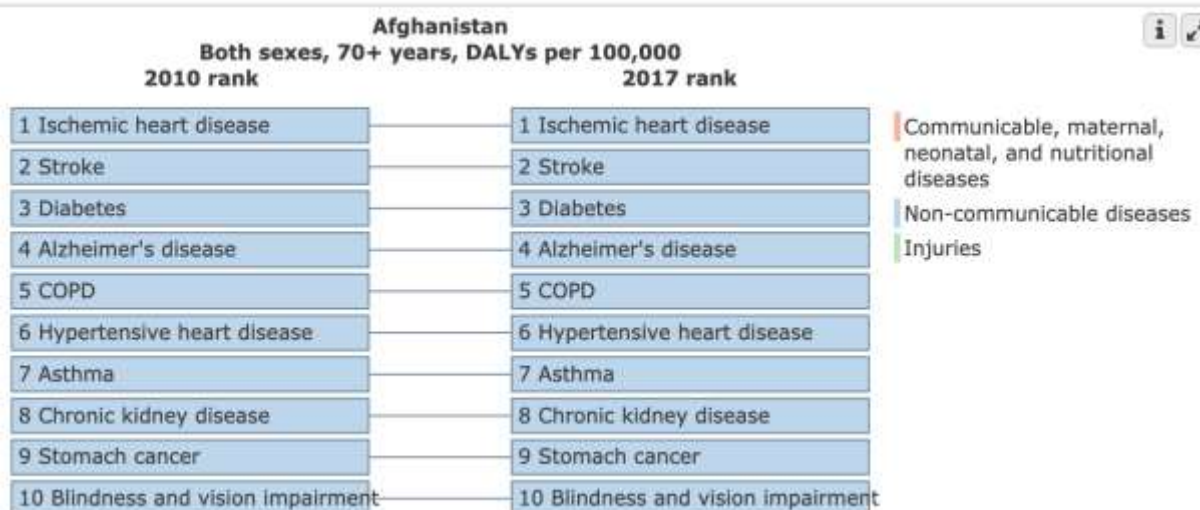 Afghanistan
Both sexes, 70+ years, DALYs per 100,000
2010 rank
2017 rank
1 Ischemic heart disease
2 Stroke
3 Diabetes
4 Alzheimer's disease
5 COPD
6 Hypertensive heart disease
7 Asthma
8 Chronic kidney disease
9 Stomach cancer
10 Blindness and vision impairment
1 Ischemic heart disease
2 Stroke
3 Diabetes
4 Alzheimer's disease
5 COPD
6 Hypertensive heart disease
7 Asthma
8 Chronic kidney disease
9 Stomach cancer
10 Blindness and vision impairment
Communicable, maternal,
neonatal, and nutritional
diseases
Non-communicable diseases
Injuries
i